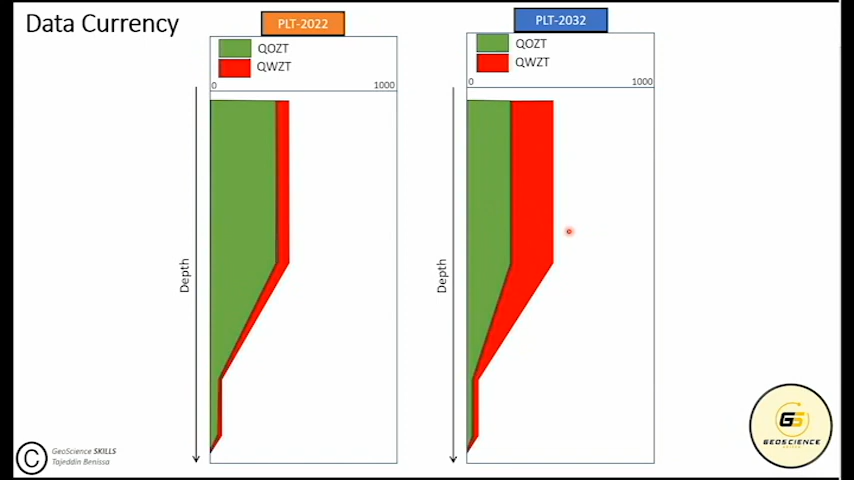 Data Currency
PLT-2022
QOZT
QWZT
0 1000
Depth
PLT-2032
QOZT
QWZT
0 1000
Depth
©
GeoScience SKILLS
Tajeddin Benissa
GS
GEOSCIENCE